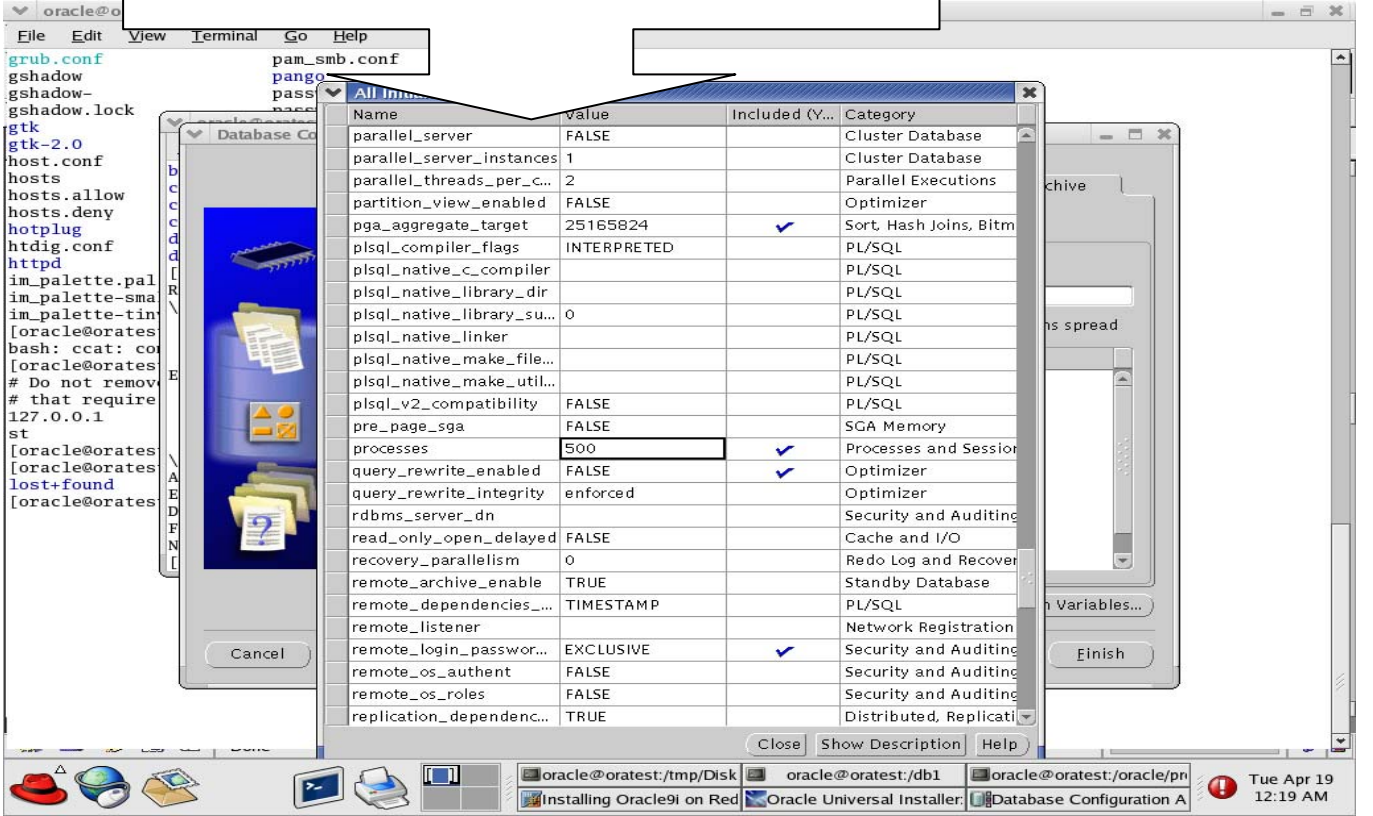 oracle@o
File Edit View Terminal Go Help
grub.conf pam_smb.conf
gshadow pango
gshadow- pass
gshadow.lock
gtk
gtk-2.0
host.conf
hosts
hosts.allow
hosts.deny
hotplug
htdig.conf
httpd
im_palette.pal
im_palette-sma
im_palette-tin
[oracle@orates
bash: ccat: co
[oracle@orates
# Do not remov
# that require
127.0.0.1
st
[oracle@orates
[oracle@orates
lost+found
[oracle@orates
Database Co
Cancel
All
Name Value Included (Y... Category
parallel_server FALSE Cluster Database
parallel_server_instances 1 Cluster Database
parallel_threads_per_c... 2 Parallel Executions
partition_view_enabled FALSE Optimizer
pga_aggregate_target 25165824 Sort, Hash Joins, Bitm
plsql_compiler_flags INTERPRETED PL/SQL
plsql_native_c_compiler PL/SQL
plsql_native_library_dir PL/SQL
plsql_native_library_su... 0 PL/SQL
plsql_native_linker PL/SQL
plsql_native_make_file... PL/SQL
plsql_native_make_util... PL/SQL
plsql_v2_compatibility FALSE PL/SQL
pre_page_sga FALSE SGA Memory
processes 500 Processes and Session
query_rewrite_enabled FALSE Optimizer
query_rewrite_integrity enforced Optimizer
rdbms_server_dn Security and Auditing
read_only_open_delayed FALSE Cache and I/O
recovery_parallelism 0 Redo Log and Recover
remote_archive_enable TRUE Standby Database
remote_dependencies_... TIMESTAMP PL/SQL
remote_listener Network Registration
remote_login_passwor... EXCLUSIVE Security and Auditing
remote_os_authent FALSE Security and Auditing
remote_os_roles FALSE Security and Auditing
replication_dependenc... TRUE Distributed, Replicati
Close Show Description Help
chive
ns spread
n Variables...
Finish
Done
oracle@oratest:/tmp/Disk oracle@oratest:/db1 oracle@oratest:/oracle/pro
Installing Oracle9i on Red Oracle Universal Installer: Database Configuration A
Tue Apr 19
12:19 AM